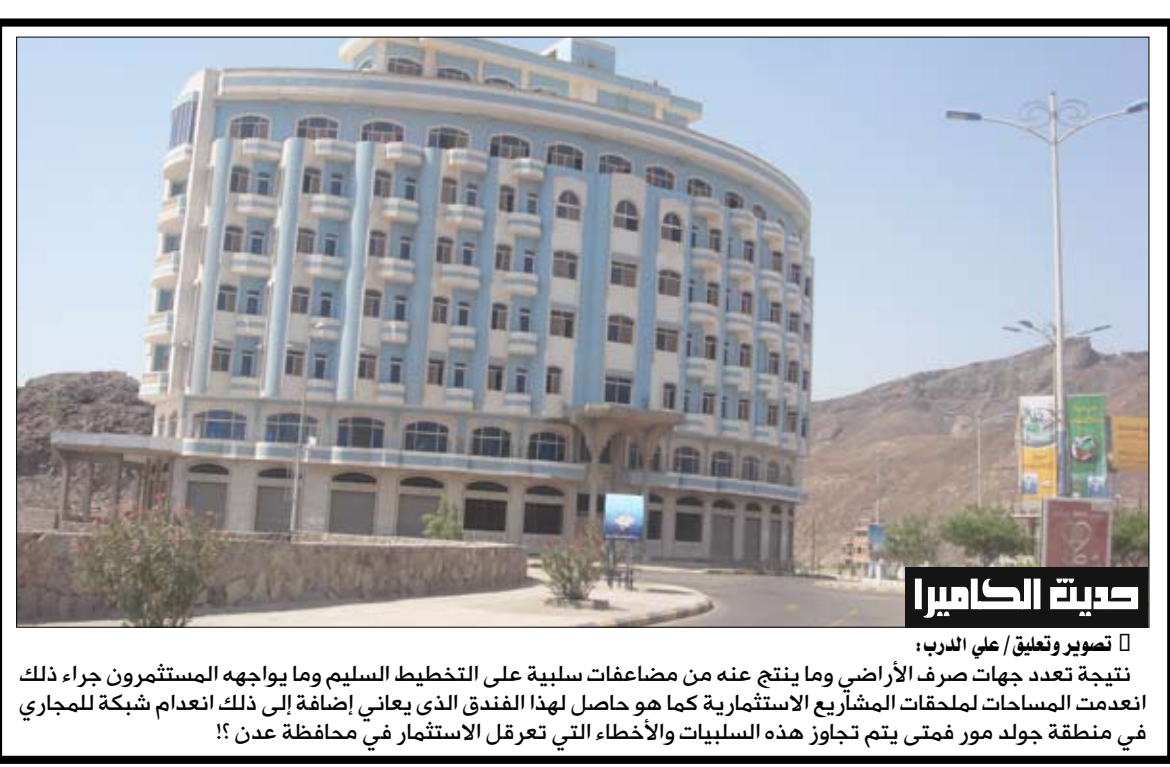 حديث الكاميرا
تصوير وتعليق/ علي الدرب:
نتيجة تعدد جهات صرف الأراضي وما ينتج عنه من مضاعفات سلبية على التخطيط السليم وما يواجهه المستثمرون جراء ذلك
انعدمت المساحات لملحقات المشاريع الاستثمارية كما هو حاصل لهذا الفندق الذي يعاني إضافة إلى ذلك انعدام شبكة للمجاري
في منطقة جولد مور فمتى يتم تجاوز هذه السلبيات والأخطاء التي تعرقل الاستثمار في محافظة عدن ؟!